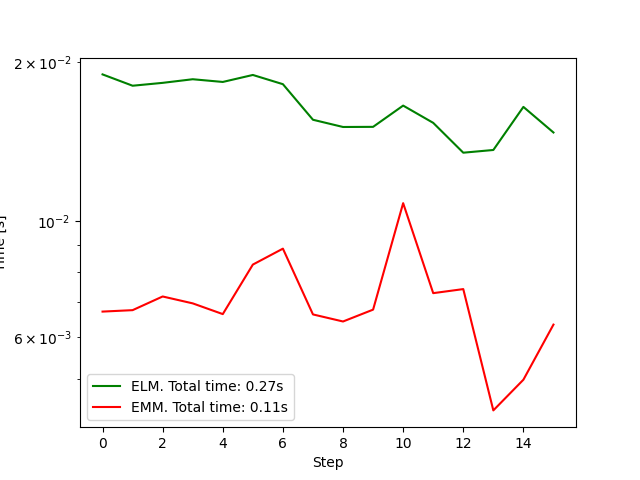 2 × 10⁻²
10⁻²
6 × 10⁻³
Time [s]
ELM. Total time: 0.27s
EMM. Total time: 0.11s
0 2 4 6 8 10 12 14
Step